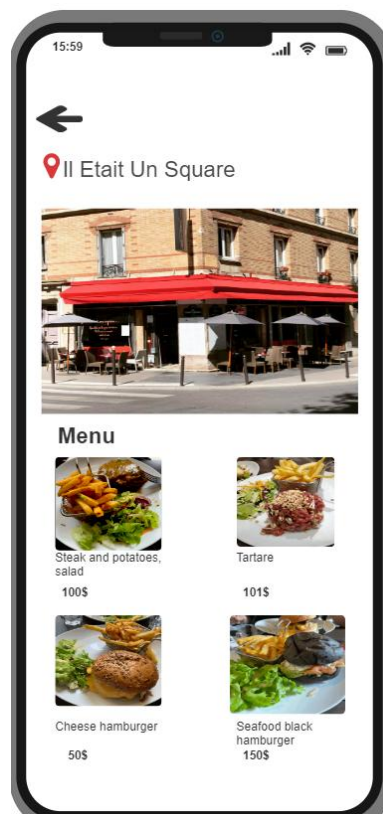 15:59
Il Etait Un Square
Menu
Steak and potatoes,
salad
100$
Tartare
101$
Cheese hamburger
50$
Seafood black
hamburger
150$